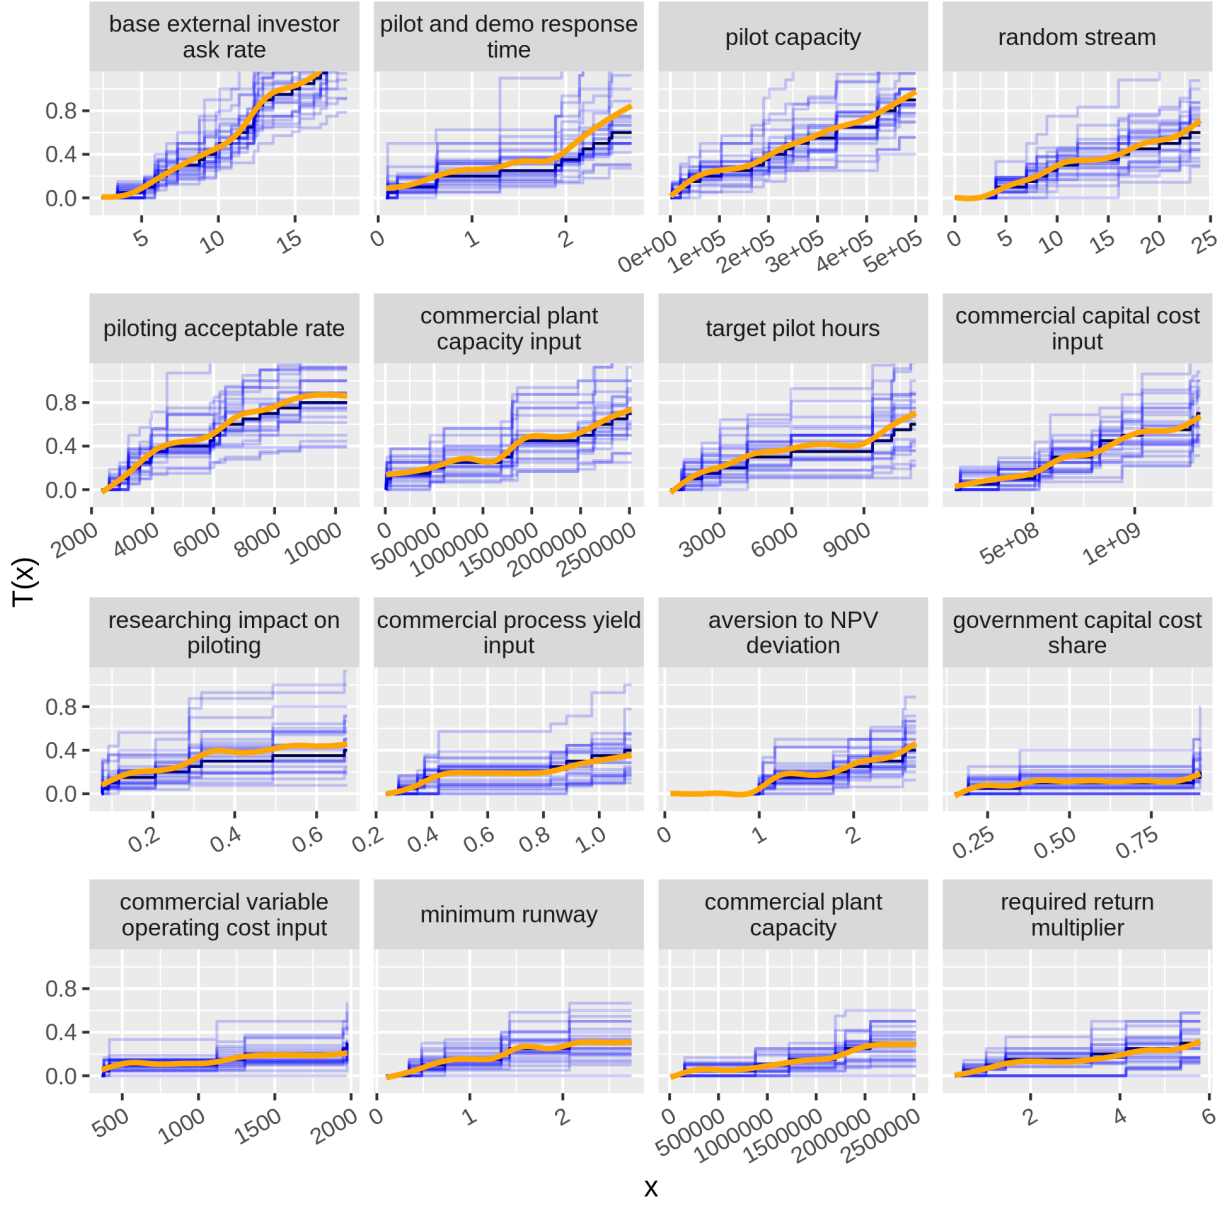 base external investor
ask rate
pilot and demo response
time
pilot capacity
random stream
0.8
0.4
0.0
5
10
15
0
1
2
0e+00
1e+05
2e+05
3e+05
4e+05
5e+05
0
5
10
15
20
25
piloting acceptable rate
commercial plant
capacity input
target pilot hours
commercial capital cost
input
0.8
0.4
0.0
2000
4000
6000
8000
10000
0
500000
1000000
1500000
2000000
2500000
3000
6000
9000
5e+08
1e+09
T(x)
researching impact on
piloting
commercial process yield
input
aversion to NPV
deviation
government capital cost
share
0.8
0.4
0.0
0.2
0.4
0.6
0.2
0.4
0.6
0.8
1.0
0
1
2
0.25
0.50
0.75
commercial variable
operating cost input
minimum runway
commercial plant
capacity
required return
multiplier
0.8
0.4
0.0
500
1000
1500
2000
0
1
2
0
500000
1000000
1500000
2000000
2500000
2
4
6
x